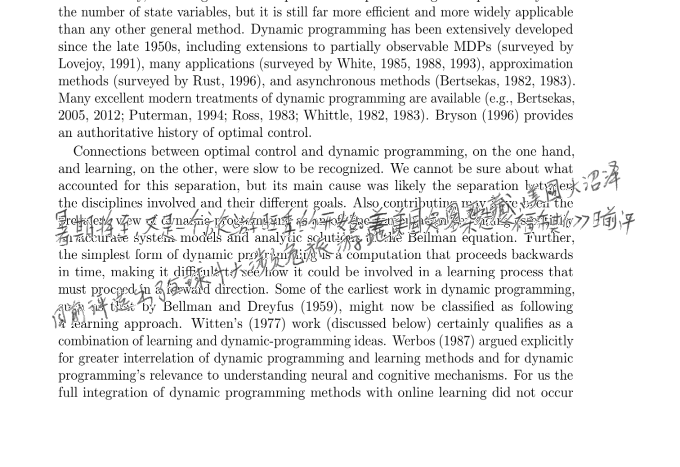 the number of state variables, but it is still far more efficient and more widely applicable
than any other general method. Dynamic programming has been extensively developed
since the late 1950s, including extensions to partially observable MDPs (surveyed by
Lovejoy, 1991), many applications (surveyed by White, 1985, 1988, 1993), approximation
methods (surveyed by Rust, 1996), and asynchronous methods (Bertsekas, 1982, 1983).
Many excellent modern treatments of dynamic programming are available (e.g., Bertsekas,
2005, 2012; Puterman, 1994; Ross, 1983; Whittle, 1982, 1983). Bryson (1996) provides
an authoritative history of optimal control.
Connections between optimal control and dynamic programming, on the one hand,
and learning, on the other, were slow to be recognized. We cannot be sure about what
accounted for this separation, but its main cause was likely the separation between
the disciplines involved and their different goals. Also contributing may have been the
prevalent view of dynamic programming as
美国大沼泽
暑期将至 又是一个
an accurate system models and analytic solutions to the Bellman equation. Further,
the simplest form of dynamic programming is a computation that proceeds backwards
in time, making it difficult to see how it could be involved in a learning process that
must proceed in a forward direction. Some of the earliest work in dynamic programming,
by Bellman and Dreyfus (1959), might now be classified as following
a learning approach. Witten's (1977) work (discussed below) certainly qualifies as a
combination of learning and dynamic-programming ideas. Werbos (1987) argued explicitly
for greater interrelation of dynamic programming and learning methods and for dynamic
programming's relevance to understanding neural and cognitive mechanisms. For us the
full integration of dynamic programming methods with online learning did not occur